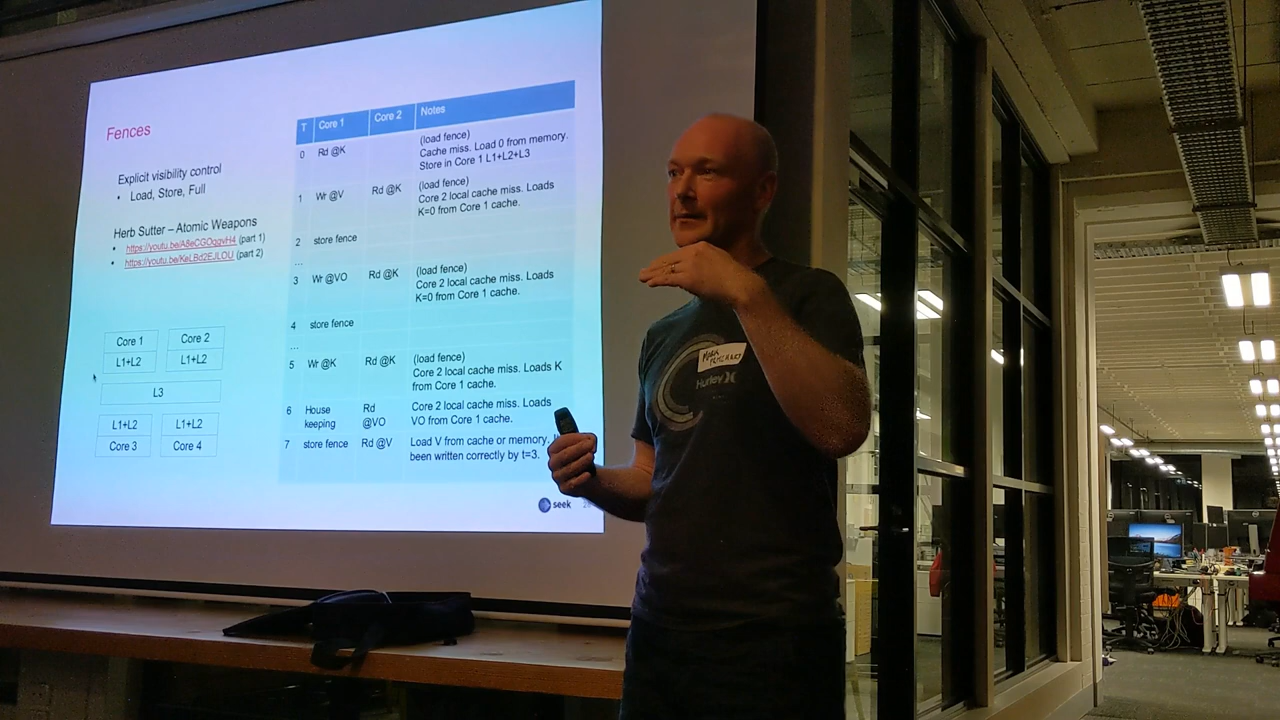 Fences
Explicit visibility control
• Load, Store, Full
Herb Sutter – Atomic Weapons
(part 1)
(part 2)
Core 1 Core 2
L1+L2 L1+L2
L3
L1+L2 L1+L2
Core 3 Core 4
T Core 1 Core 2 Notes
0 Rd @K (load fence)
Cache miss. Load 0 from memory.
Store in Core 1 L1+L2+L3
1 Wr @V Rd @K (load fence)
Core 2 local cache miss. Loads
K=0 from Core 1 cache.
2 store fence
...
3 Wr @VO Rd @K (load fence)
Core 2 local cache miss. Loads
K=0 from Core 1 cache.
4 store fence
...
5 Wr @K Rd @K (load fence)
Core 2 local cache miss. Loads K
from Core 1 cache.
6 House Rd Core 2 local cache miss. Loads
keeping @VO VO from Core 1 cache.
7 store fence Rd @V Load V from cache or memory.
been written correctly by t=3.
seek
Hurley